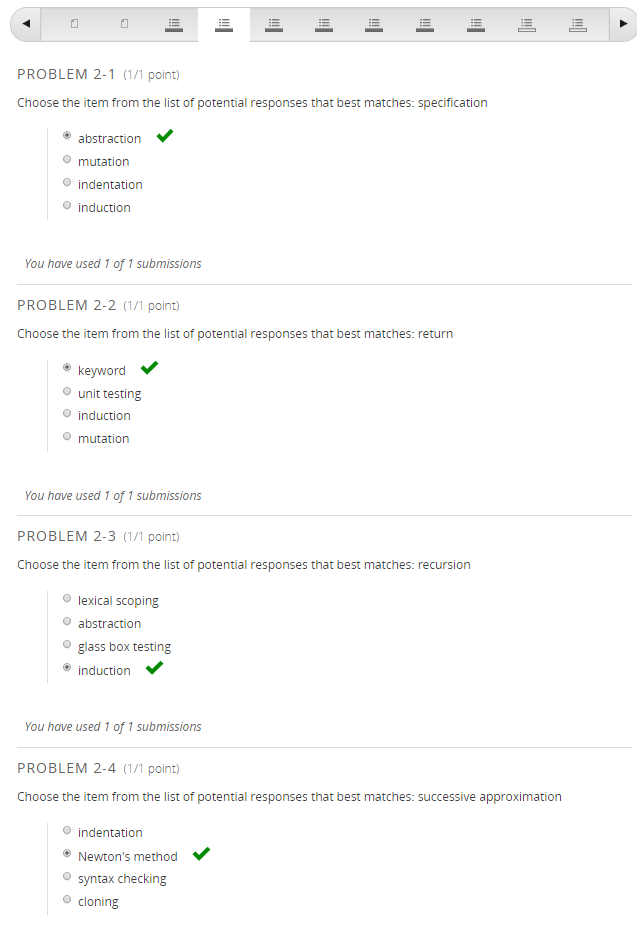 PROBLEM 2-1 (1/1 point)
Choose the item from the list of potential responses that best matches: specification
abstraction
mutation
indentation
induction
You have used 1 of 1 submissions
PROBLEM 2-2 (1/1 point)
Choose the item from the list of potential responses that best matches: return
keyword
unit testing
induction
mutation
You have used 1 of 1 submissions
PROBLEM 2-3 (1/1 point)
Choose the item from the list of potential responses that best matches: recursion
lexical scoping
abstraction
glass box testing
induction
You have used 1 of 1 submissions
PROBLEM 2-4 (1/1 point)
Choose the item from the list of potential responses that best matches: successive approximation
indentation
Newton's method
syntax checking
cloning